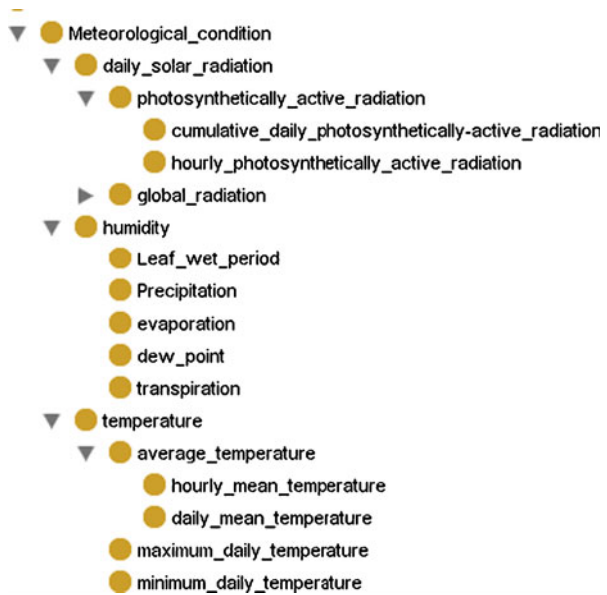 Meteorological_condition
daily_solar_radiation
photosynthetically_active_radiation
cumulative_daily_photosynthetically-active_radiation
hourly_photosynthetically_active_radiation
global_radiation
humidity
Leaf_wet_period
Precipitation
evaporation
dew_point
transpiration
temperature
average_temperature
hourly_mean_temperature
daily_mean_temperature
maximum_daily_temperature
minimum_daily_temperature